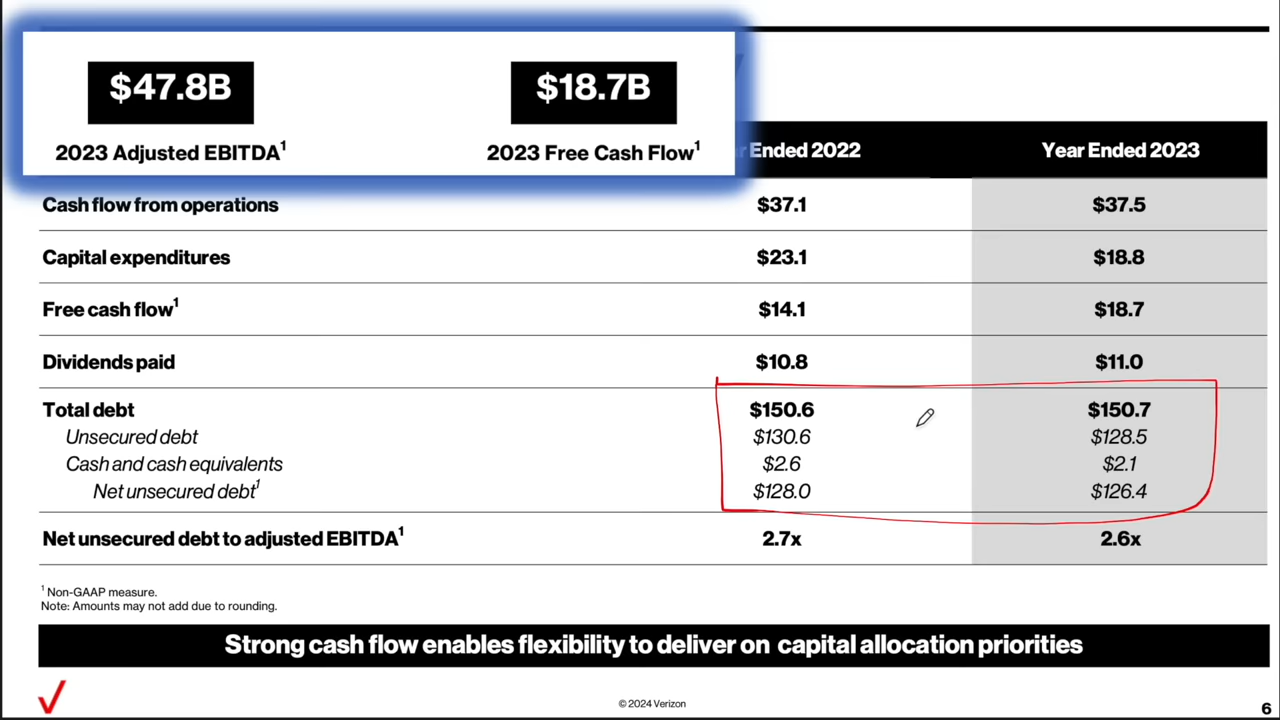 $47.8B
$18.7B
2023 Adjusted EBITDA1
2023 Free Cash Flow1
Ended 2022
Year Ended 2023
Cash flow from operations
$37.1
$37.5
Capital expenditures
$23.1
$18.8
Free cash flow1
$14.1
$18.7
Dividends paid
$10.8
$11.0
Total debt
$150.6
$150.7
Unsecured debt
$130.6
$128.5
Cash and cash equivalents
$2.6
$2.1
Net unsecured debt1
$128.0
$126.4
Net unsecured debt to adjusted EBITDA1
2.7x
2.6x
1 Non-GAAP measure.
Note: Amounts may not add due to rounding.
Strong cash flow enables flexibility to deliver on capital allocation priorities
© 2024 Verizon
6